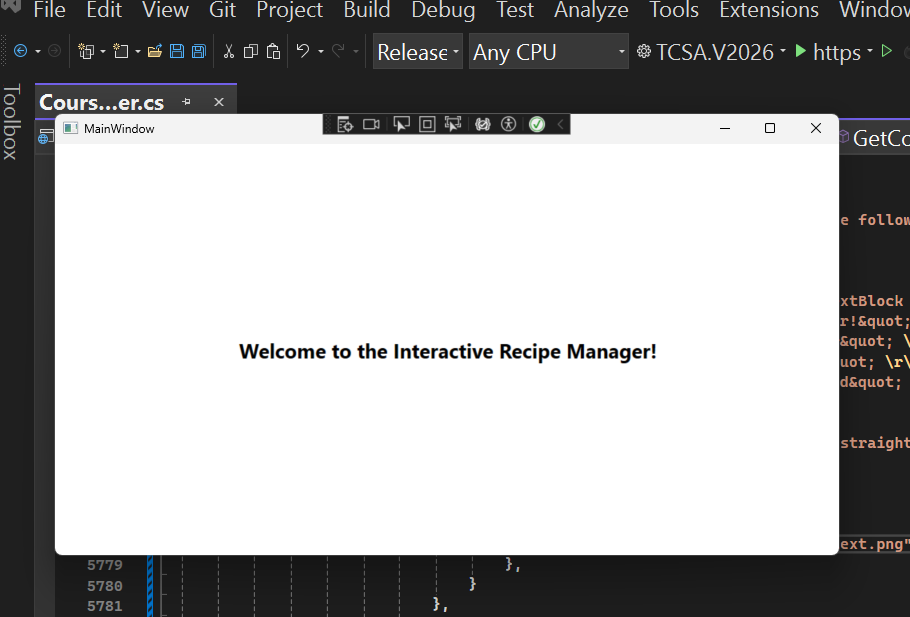 File Edit View Git Project Build Debug Test Analyze Tools Extensions Window
Release Any CPU TCSA.V2026 https
Toolbox
Cours...er.cs
MainWindow
GetCo
e follow
xtBlock
r!&quot;
&quot; \
uot; \r\
d&quot;
straight
Welcome to the Interactive Recipe Manager!
ext.png"
5779 },
5780 }
5781 },